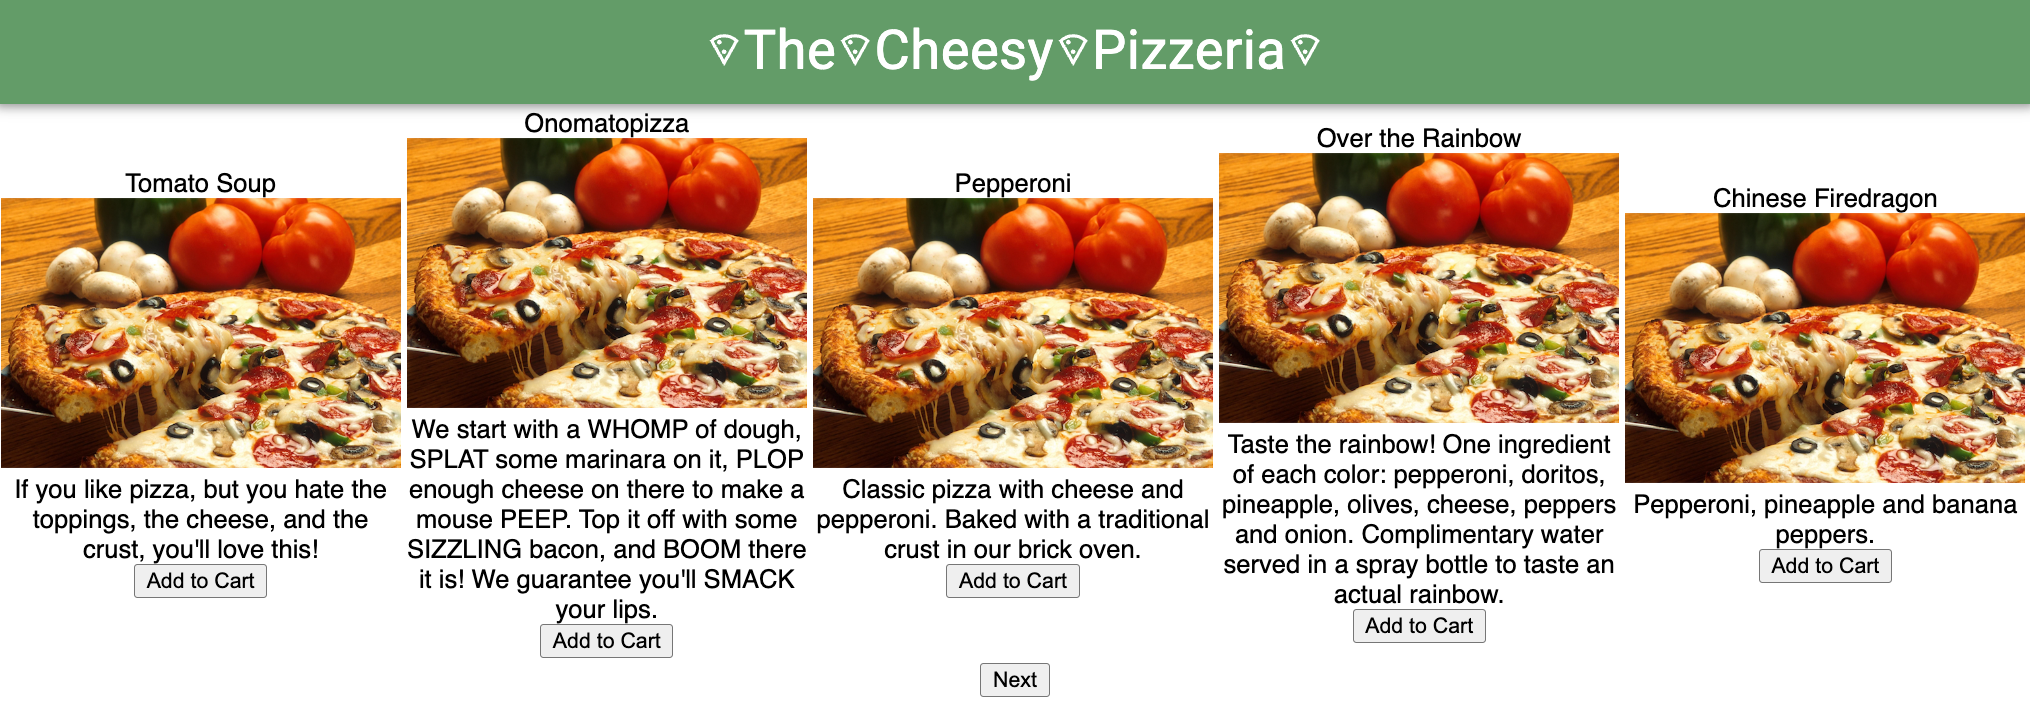 The Cheesy Pizzeria
Tomato Soup
If you like pizza, but you hate the
toppings, the cheese, and the
crust, you'll love this!
Add to Cart
Onomatopizza
We start with a WHOMP of dough,
SPLAT some marinara on it, PLOP
enough cheese on there to make a
mouse PEEP. Top it off with some
SIZZLING bacon, and BOOM there
it is! We guarantee you'll SMACK
your lips.
Add to Cart
Pepperoni
Classic pizza with cheese and
pepperoni. Baked with a traditional
crust in our brick oven.
Add to Cart
Over the Rainbow
Taste the rainbow! One ingredient
of each color: pepperoni, doritos,
pineapple, olives, cheese, peppers
and onion. Complimentary water
served in a spray bottle to taste an
actual rainbow.
Add to Cart
Chinese Firedragon
Pepperoni, pineapple and banana
peppers.
Add to Cart
Next